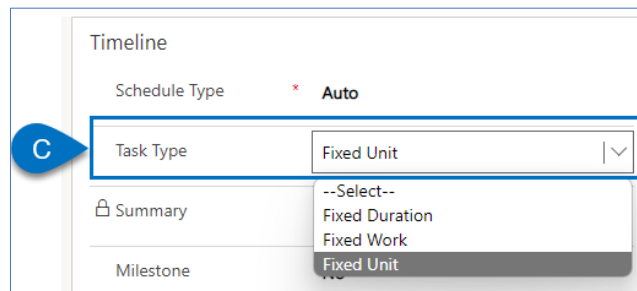 Timeline
Schedule Type * Auto
C
Task Type Fixed Unit
--Select--
Summary
Fixed Duration
Fixed Work
Fixed Unit
Milestone